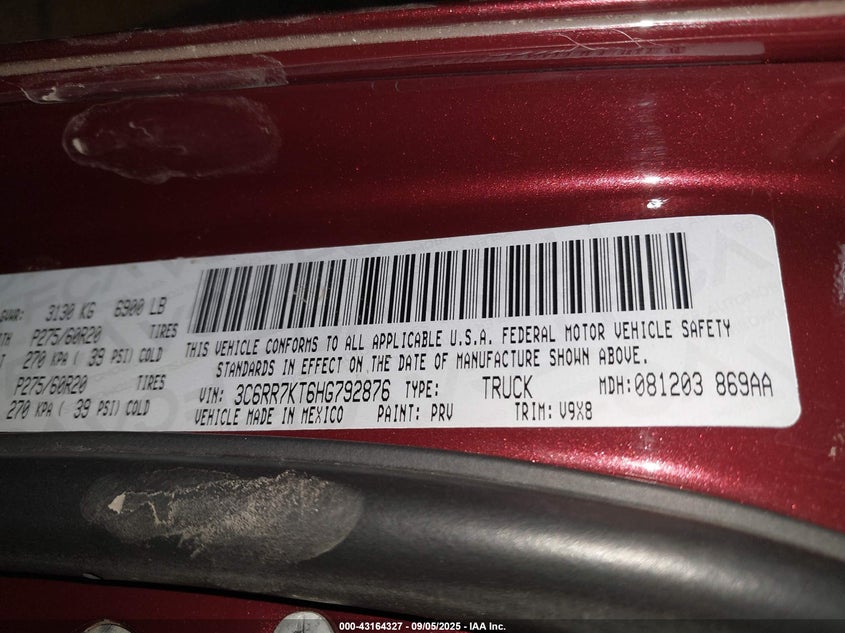 GVWR: 3130 KG 6900 LB
P275/60R20 TIRES
270 KPA ( 39 PSI) COLD
P275/60R20 TIRES
270 KPA ( 39 PSI) COLD
THIS VEHICLE CONFORMS TO ALL APPLICABLE U.S.A. FEDERAL MOTOR VEHICLE SAFETY
STANDARDS IN EFFECT ON THE DATE OF MANUFACTURE SHOWN ABOVE.
VIN: 3C6RR7KT6HG792876 TYPE: TRUCK MDH:081203 869AA
VEHICLE MADE IN MEXICO PAINT: PRV TRIM: V9X8
000-43164327 - 09/05/2025 - IAA Inc.